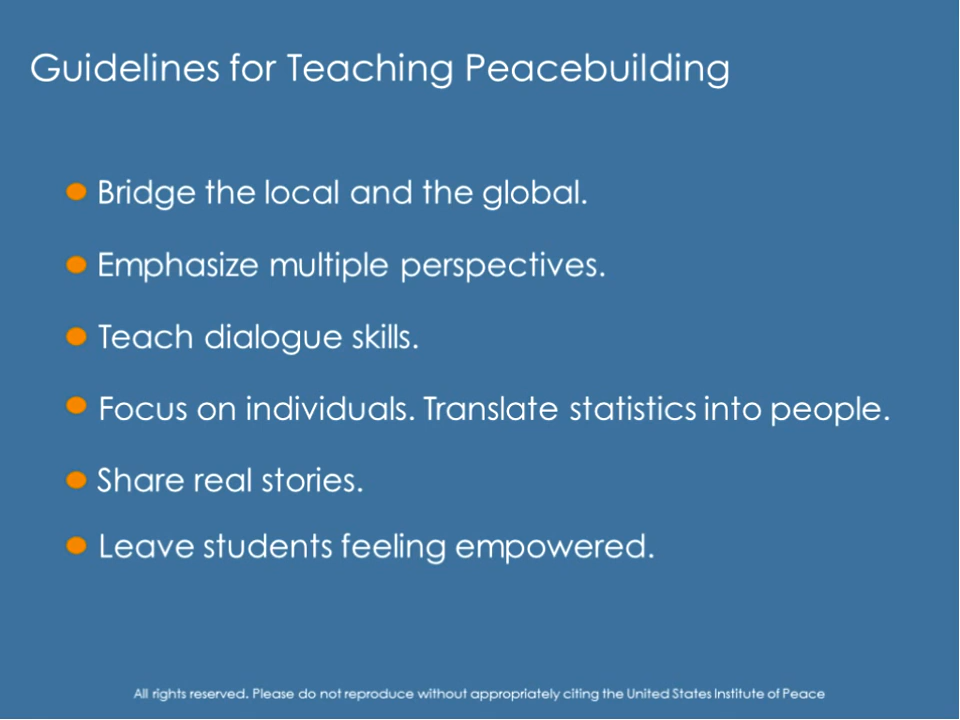 Guidelines for Teaching Peacebuilding
Bridge the local and the global.
Emphasize multiple perspectives.
Teach dialogue skills.
Focus on individuals. Translate statistics into people.
Share real stories.
Leave students feeling empowered.
All rights reserved. Please do not reproduce without appropriately citing the United States Institute of Peace